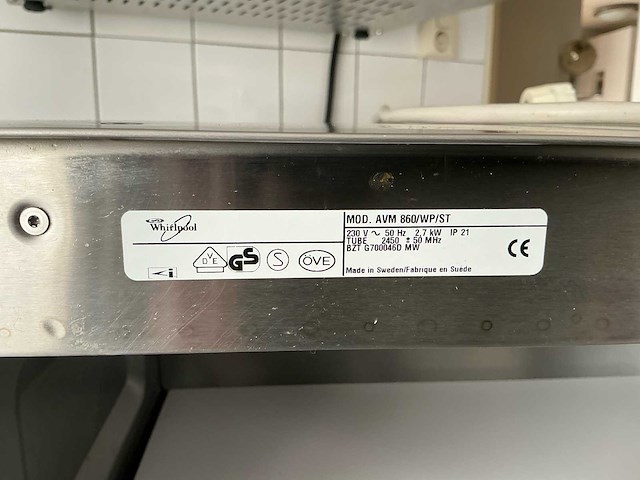 Whirlpool
VDE
GS
S
ÖVE
MOD. AVM 860/WP/ST
230 V ~ 50 Hz 2,7 kW IP 21
TUBE 2450 ± 50 MHz
BZT G700046D MW
Made in Sweden/Fabrique en Suede
CE